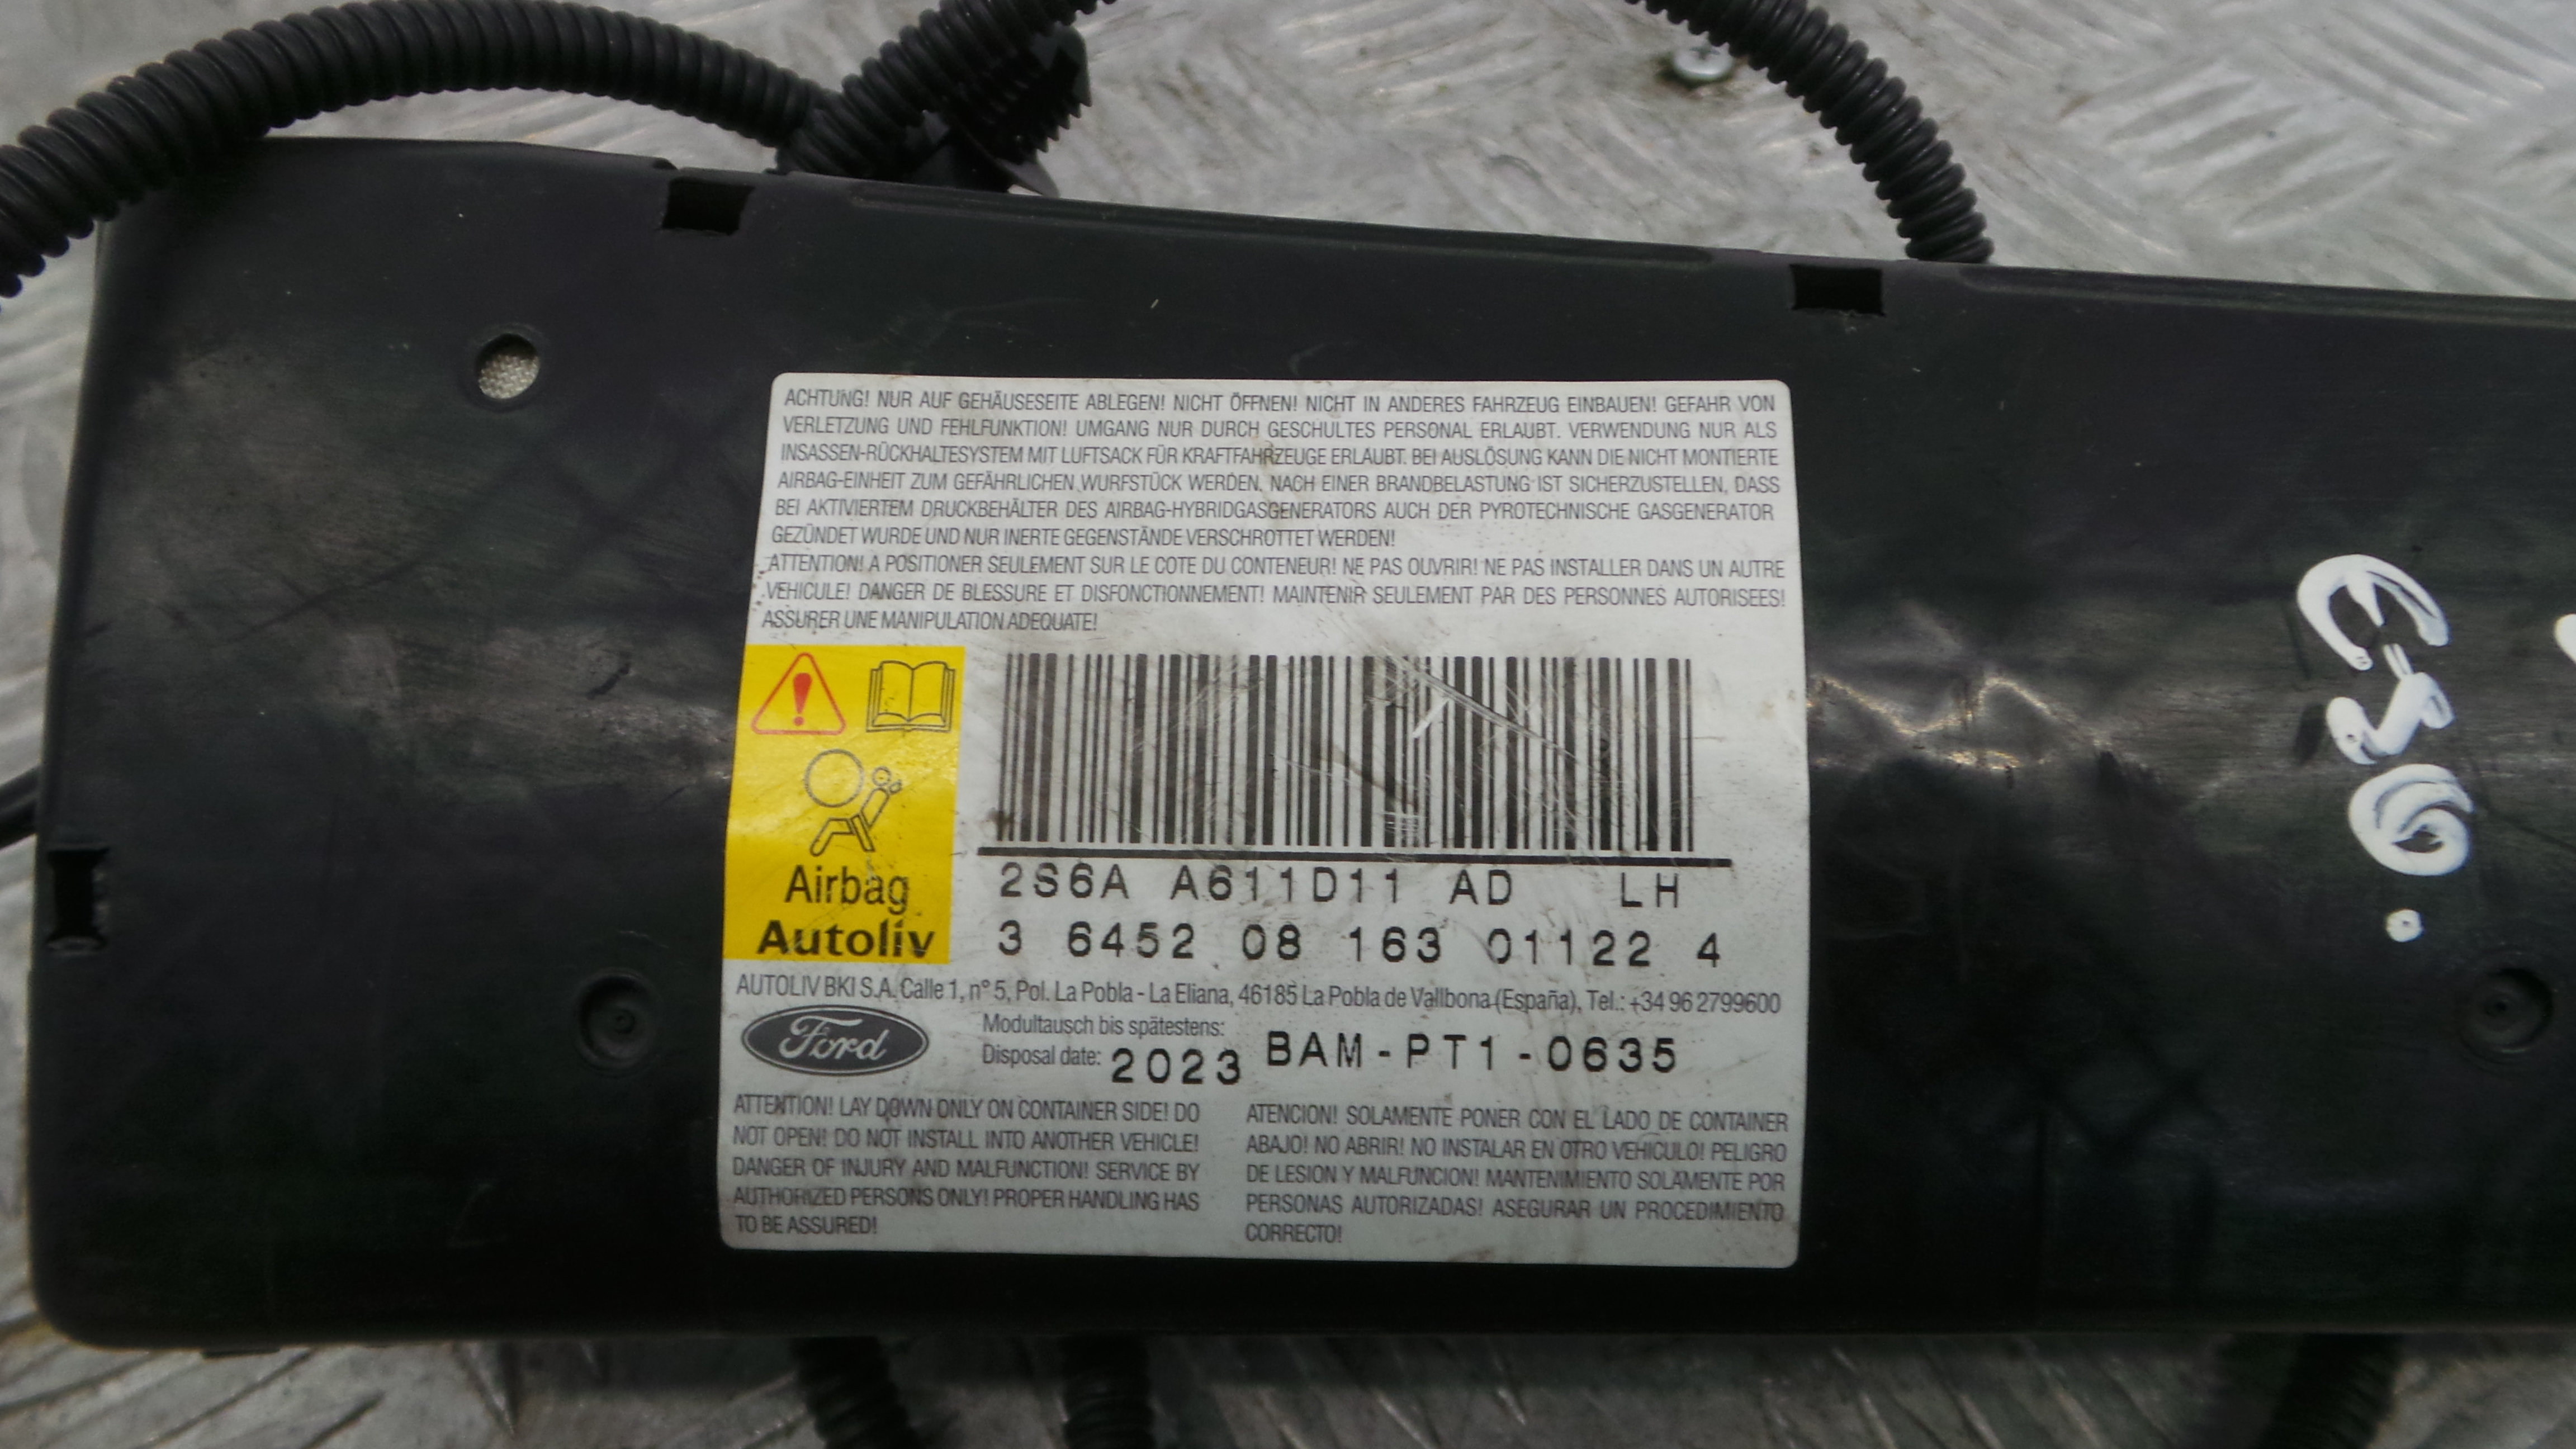 ACHTUNG! NUR AUF GEHÄUSESEITE ABLEGEN! NICHT ÖFFNEN! NICHT IN ANDERES FAHRZEUG EINBAUEN! GEFAHR VON
VERLETZUNG UND FEHLFUNKTION! UMGANG NUR DURCH GESCHULTES PERSONAL ERLAUBT. VERWENDUNG NUR ALS
INSASSEN-RÜCKHALTESYSTEM MIT LUFTSACK FÜR KRAFTFAHRZEUGE ERLAUBT. BEI AUSLÖSUNG KANN DIE NICHT MONTIERTE
AIRBAG-EINHEIT ZUM GEFÄHRLICHEN WURFSTÜCK WERDEN. NACH EINER BRANDBELASTUNG IST SICHERZUSTELLEN, DASS
BEI AKTIVIERTEM DRUCKBEHÄLTER DES AIRBAG-HYBRIDGASGENERATORS AUCH DER PYROTECHNISCHE GASGENERATOR
GEZÜNDET WURDE UND NUR INERTE GEGENSTÄNDE VERSCHROTTET WERDEN!
ATTENTION! A POSITIONER SEULEMENT SUR LE COTE DU CONTENEUR! NE PAS OUVRIR! NE PAS INSTALLER DANS UN AUTRE
VEHICULE! DANGER DE BLESSURE ET DISFONCTIONNEMENT! MAINTENIR SEULEMENT PAR DES PERSONNES AUTORISEES!
ASSURER UNE MANIPULATION ADEQUATE!
Airbag
Autoliv
2S6A A611D11 AD LH
3 6452 08 163 01122 4
AUTOLIV BKI S.A. Calle 1, n° 5, Pol. La Pobla - La Eliana, 46185 La Pobla de Vallbona (España), Tel.: +34 96 2799600
Ford
Modultausch bis spätestens:
Disposal date: 2023 BAM-PT1-0635
ATTENTION! LAY DOWN ONLY ON CONTAINER SIDE! DO
NOT OPEN! DO NOT INSTALL INTO ANOTHER VEHICLE!
DANGER OF INJURY AND MALFUNCTION! SERVICE BY
AUTHORIZED PERSONS ONLY! PROPER HANDLING HAS
TO BE ASSURED!
ATENCION! SOLAMENTE PONER CON EL LADO DE CONTAINER
ABAJO! NO ABRIR! NO INSTALAR EN OTRO VEHICULO! PELIGRO
DE LESION Y MALFUNCION! MANTENIMIENTO SOLAMENTE POR
PERSONAS AUTORIZADAS! ASEGURAR UN PROCEDIMIENTO
CORRECTO!